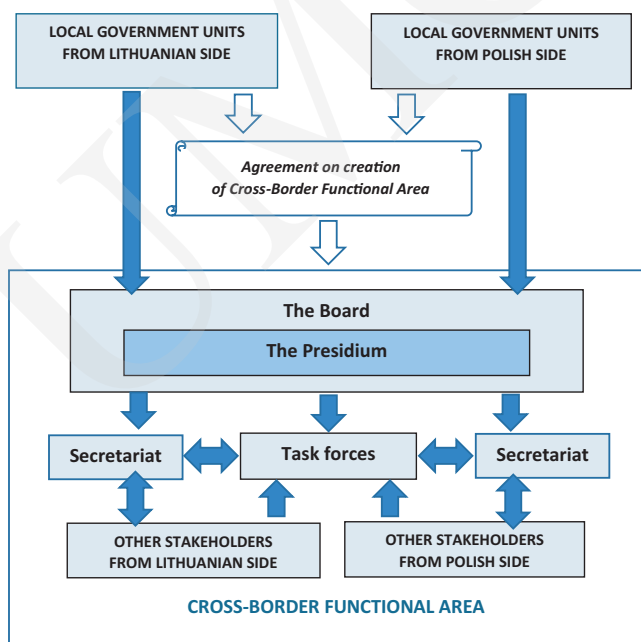 LOCAL GOVERNMENT UNITS
FROM LITHUANIAN SIDE
LOCAL GOVERNMENT UNITS
FROM POLISH SIDE
Agreement on creation
of Cross-Border Functional Area
The Board
The Presidium
Secretariat
Task forces
Secretariat
OTHER STAKEHOLDERS
FROM LITHUANIAN SIDE
OTHER STAKEHOLDERS
FROM POLISH SIDE
CROSS-BORDER FUNCTIONAL AREA